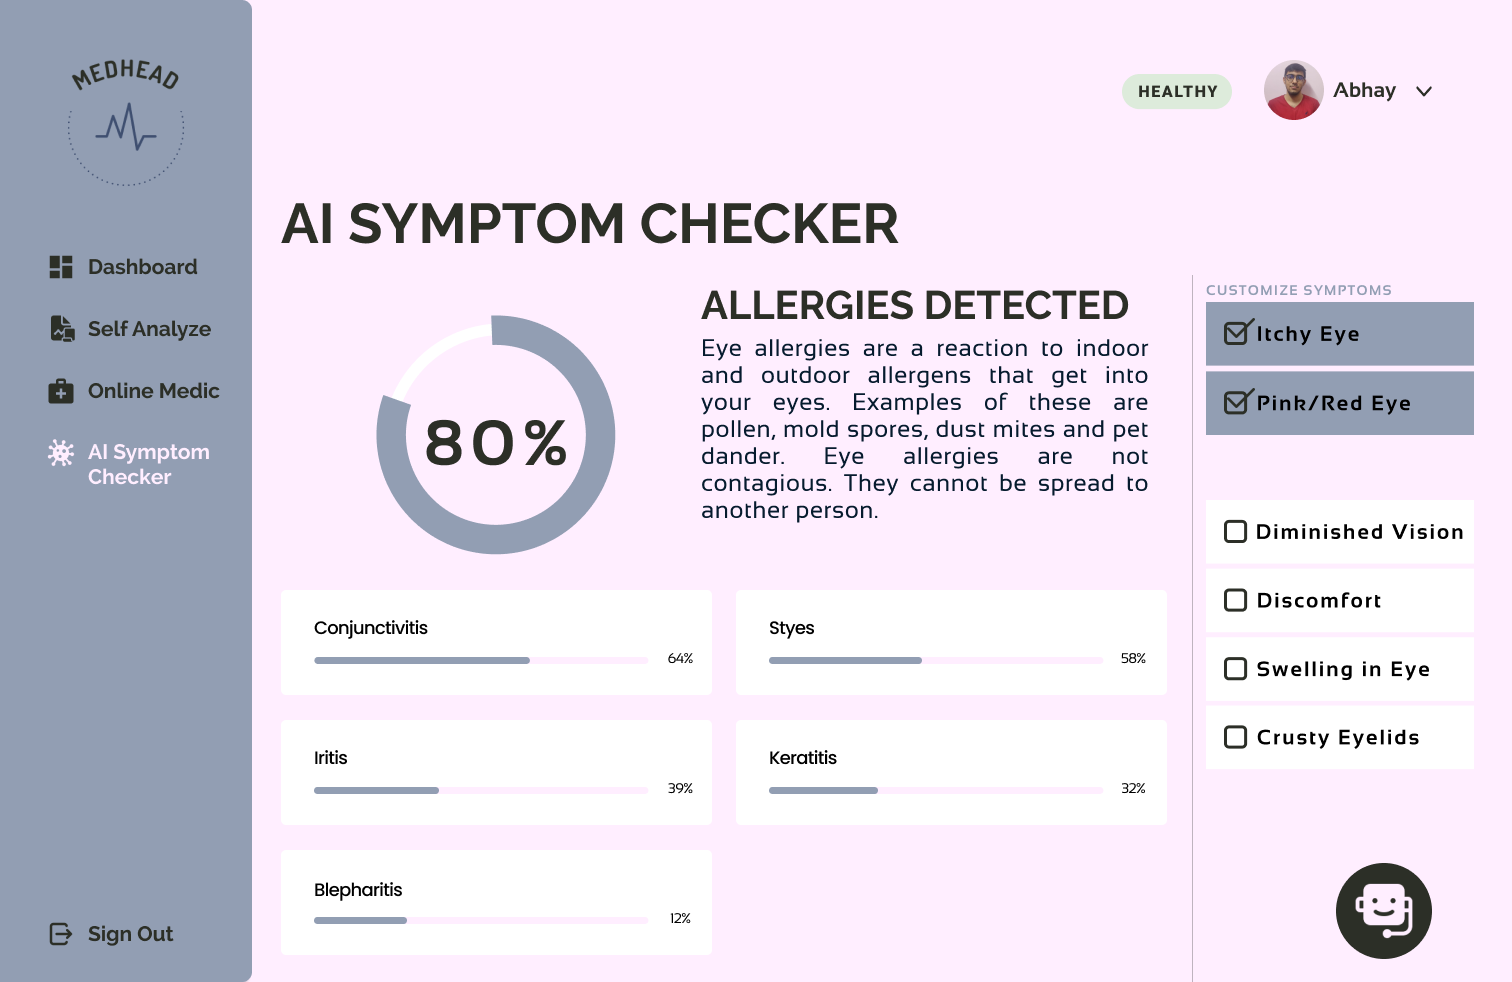 MEDHEAD
Dashboard
Self Analyze
Online Medic
AI Symptom
Checker
Sign Out
HEALTHY
Abhay
AI SYMPTOM CHECKER
80%
ALLERGIES DETECTED
Eye allergies are a reaction to indoor
and outdoor allergens that get into
your eyes. Examples of these are
pollen, mold spores, dust mites and pet
dander. Eye allergies are not
contagious. They cannot be spread to
another person.
Conjunctivitis
64%
Styes
58%
Iritis
39%
Keratitis
32%
Blepharitis
12%
CUSTOMIZE SYMPTOMS
Itchy Eye
Pink/Red Eye
Diminished Vision
Discomfort
Swelling in Eye
Crusty Eyelids